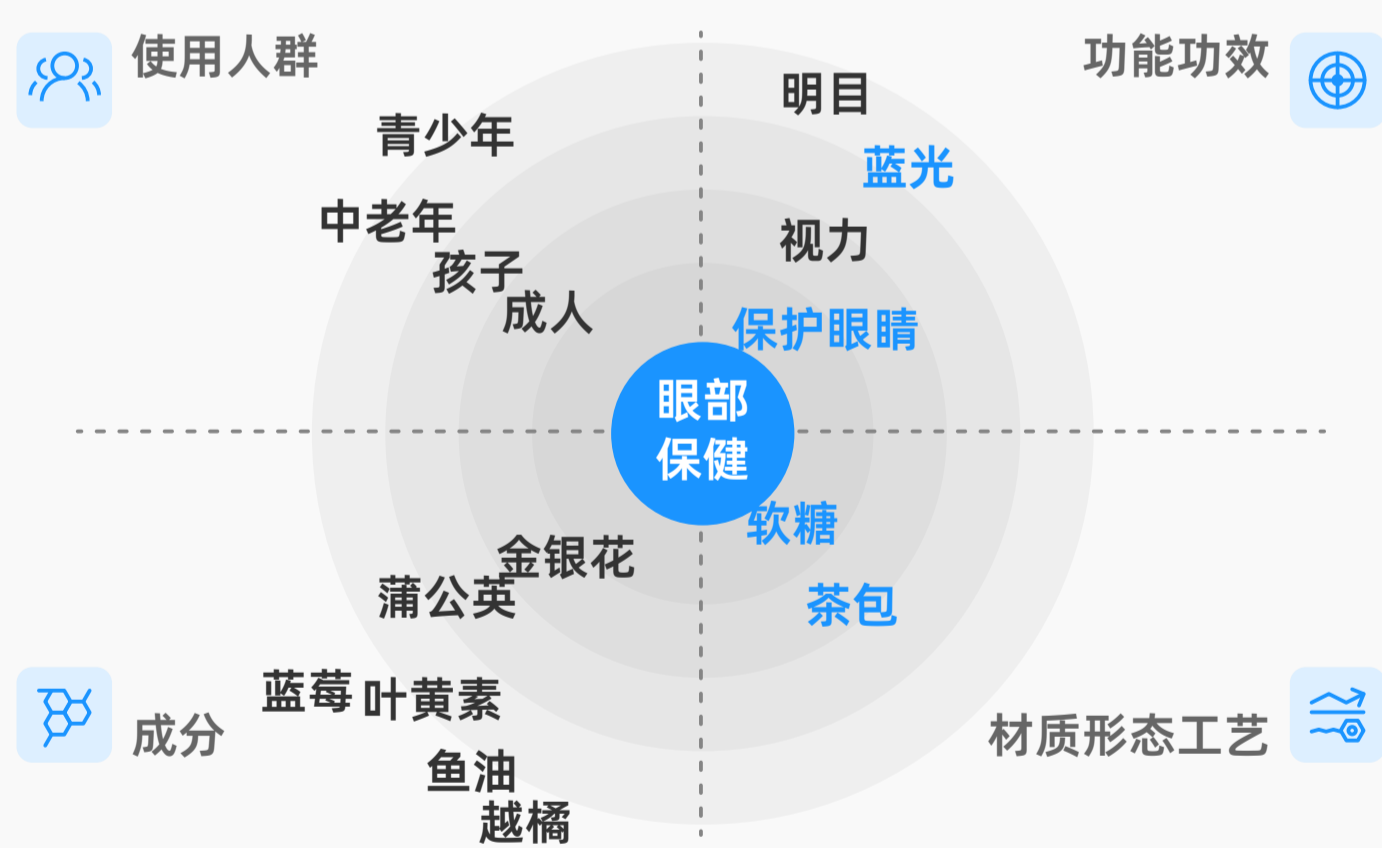 使用人群
功能功效
明目
青少年
蓝光
中老年
视力
孩子
成人
保护眼睛
眼部
保健
软糖
金银花
蒲公英
茶包
蓝莓
叶黄素
成分
材质形态工艺
鱼油
越橘